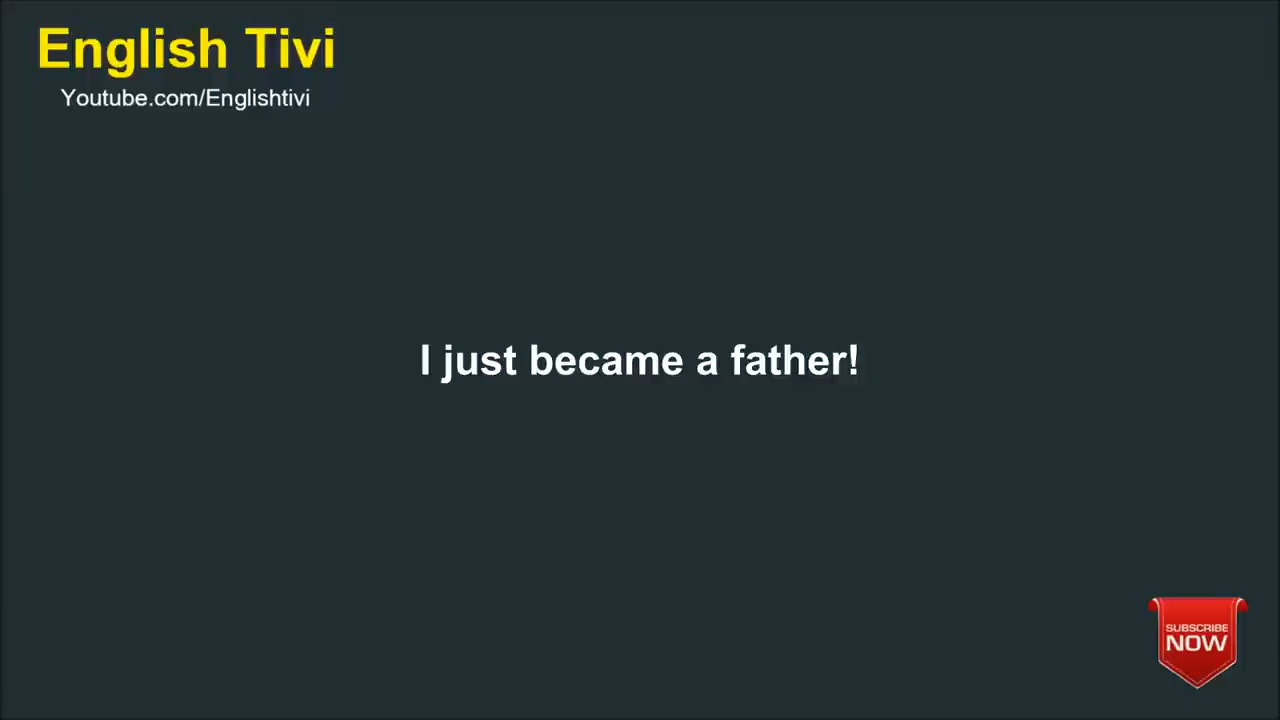 English Tivi
Youtube.com/Englishtivi
I just became a father!
SUBSCRIBE
NOW